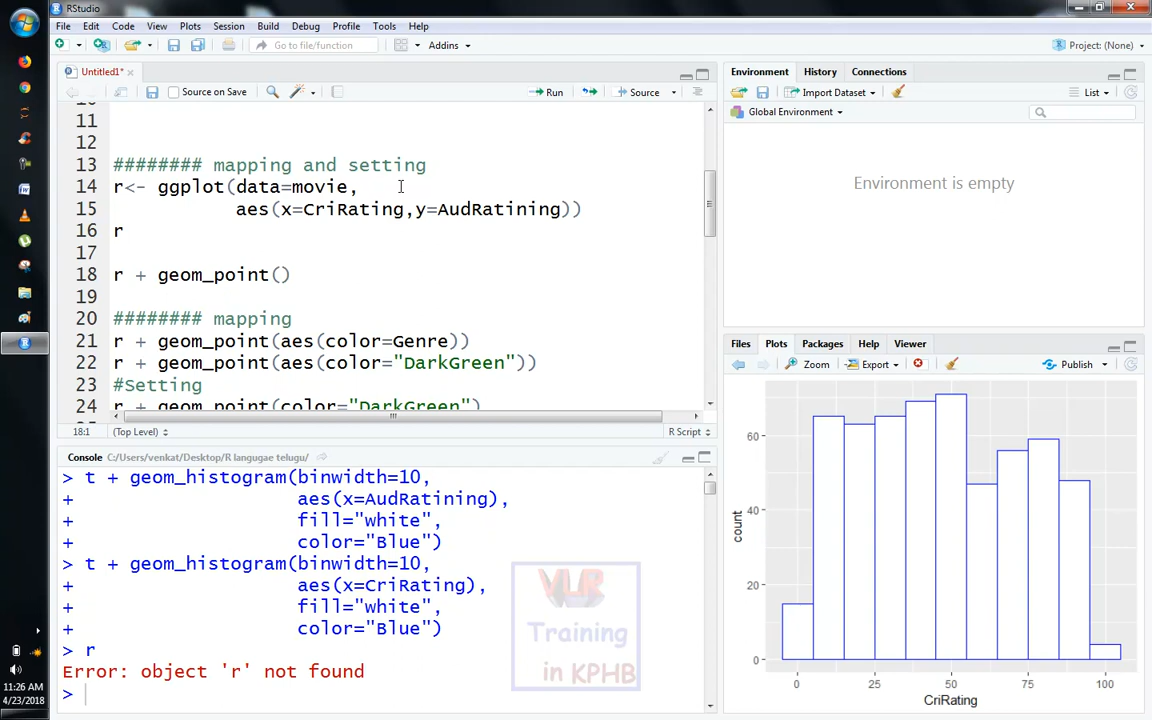 RStudio
File Edit Code View Plots Session Build Debug Profile Tools Help
Go to file/function Addins Project: (None)
Untitled1*
Source on Save Run Source
10
11
12
13 ######## mapping and setting
14 r<- ggplot(data=movie,
15 aes(x=CriRating,y=AudRatining))
16 r
17
18 r + geom_point()
19
20 ######## mapping
21 r + geom_point(aes(color=Genre))
22 r + geom_point(aes(color="DarkGreen"))
23 #Setting
24 r + geom_point(color="DarkGreen")
18:1 (Top Level) R Script
Console C:/Users/venkat/Desktop/R langugae telugu/
> t + geom_histogram(binwidth=10,
+ aes(x=AudRatining),
+ fill="white",
+ color="Blue")
> t + geom_histogram(binwidth=10,
+ aes(x=CriRating),
+ fill="white",
+ color="Blue")
> r
Error: object 'r' not found
>
VLR
Training
in KPHB
Environment History Connections
Import Dataset List
Global Environment
Environment is empty
Files Plots Packages Help Viewer
Zoom Export Publish
60
40
20
0
count
0 25 50 75 100
CriRating
11:26 AM
4/23/2018